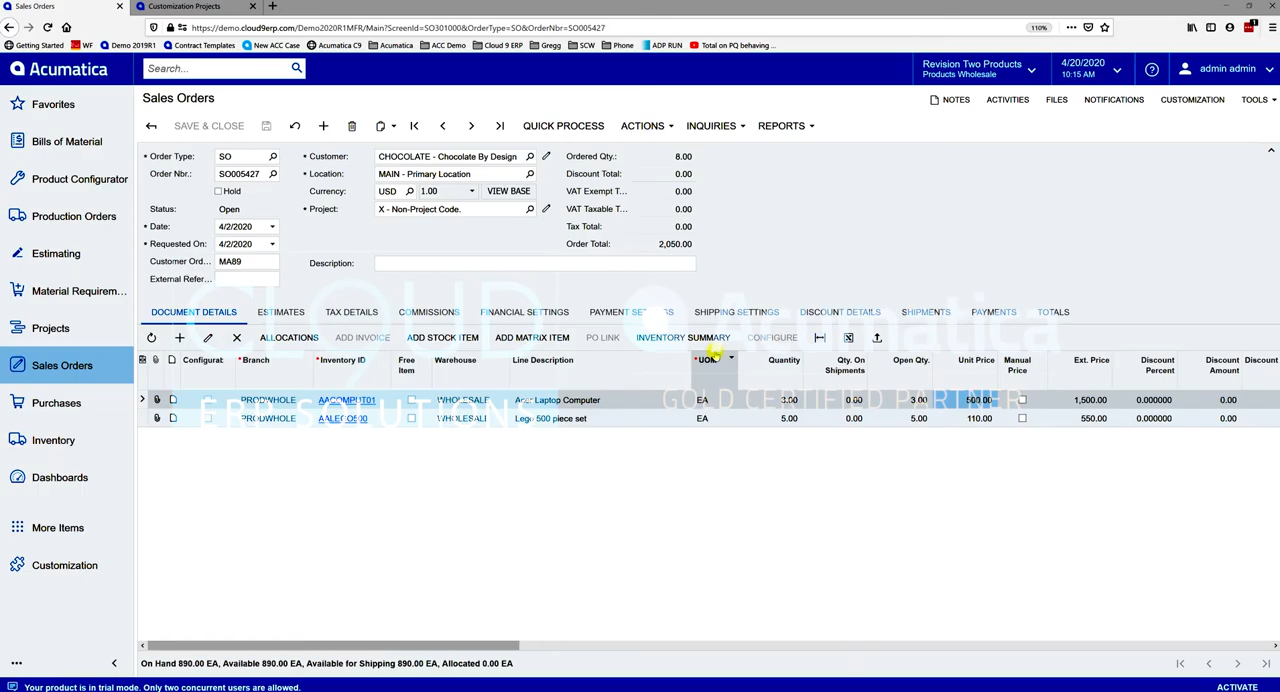 Sales Orders
Customization Projects
https://demo.cloud9erp.com/Demo2020R1MFR/Main?ScreenId=SO301000&OrderType=SO&OrderNbr=SO005427
110%
Getting Started WF Demo 2019R1 Contract Templates New ACC Case Acumatica C9 Acumatica ACC Demo Cloud 9 ERP Gregg SCW Phone ADP RUN Total on PQ behaving ...
Acumatica
Search...
Revision Two Products
Products Wholesale
4/20/2020
10:15 AM
admin admin
Favorites
Bills of Material
Product Configurator
Production Orders
Estimating
Material Requirem...
Projects
Sales Orders
Purchases
Inventory
Dashboards
More Items
Customization
Sales Orders
NOTES ACTIVITIES FILES NOTIFICATIONS CUSTOMIZATION TOOLS
SAVE & CLOSE QUICK PROCESS ACTIONS INQUIRIES REPORTS
* Order Type: SO * Customer: CHOCOLATE - Chocolate By Design Ordered Qty.: 8.00
Order Nbr.: SO005427 * Location: MAIN - Primary Location Discount Total: 0.00
Hold Currency: USD 1.00 VIEW BASE VAT Exempt T... 0.00
Status: Open * Project: X - Non-Project Code. VAT Taxable T... 0.00
* Date: 4/2/2020 Tax Total: 0.00
* Requested On: 4/2/2020 Order Total: 2,050.00
Customer Ord... MA89 Description:
External Refer...
DOCUMENT DETAILS ESTIMATES TAX DETAILS COMMISSIONS FINANCIAL SETTINGS PAYMENT SETTINGS SHIPPING SETTINGS DISCOUNT DETAILS SHIPMENTS PAYMENTS TOTALS
CLOUD
Acumatica
ALLOCATIONS ADD INVOICE ADD STOCK ITEM ADD MATRIX ITEM PO LINK INVENTORY SUMMARY CONFIGURE
Configurat * Branch * Inventory ID Free Item Warehouse Line Description * UOM Quantity Qty. On Shipments Open Qty. Unit Price Manual Price Ext. Price Discount Percent Discount Amount Discount
PRODWHOLE AACOMPUT01 WHOLESALE Acer Laptop Computer EA 3.00 0.00 3.00 500.00 1,500.00 0.000000 0.00
PRODWHOLE AALEGO500 WHOLESALE Lego 500 piece set EA 5.00 0.00 5.00 110.00 550.00 0.000000 0.00
ERP SOLUTIONS
GOLD CERTIFIED PARTNER
On Hand 890.00 EA, Available 890.00 EA, Available for Shipping 890.00 EA, Allocated 0.00 EA
Your product is in trial mode. Only two concurrent users are allowed.
ACTIVATE